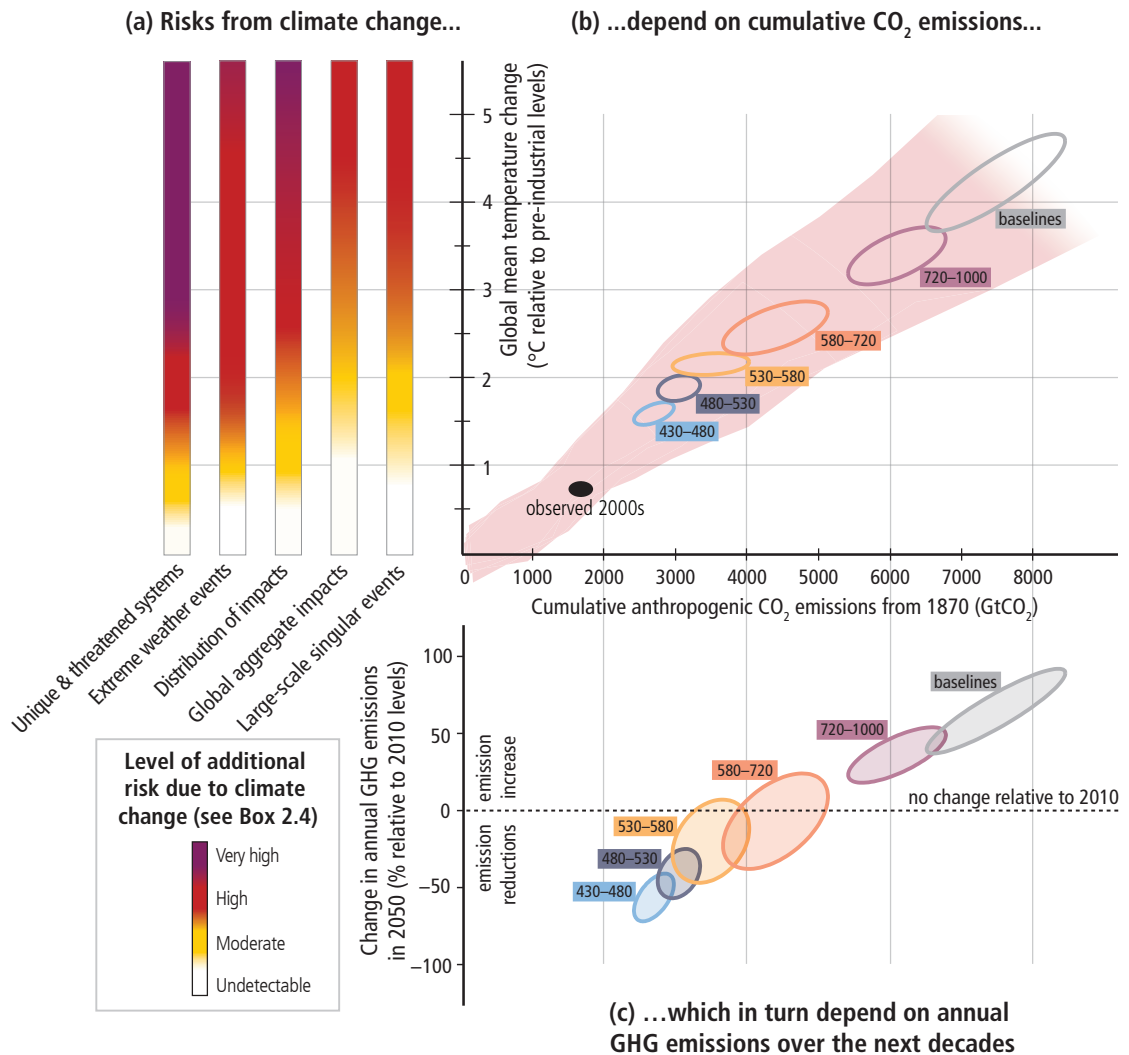 (a) Risks from climate change...
(b) ...depend on cumulative CO₂ emissions...
Global mean temperature change
(°C relative to pre-industrial levels)
5
4
3
2
1
baselines
720–1000
580–720
530–580
480–530
430–480
observed 2000s
0
1000
2000
3000
4000
5000
6000
7000
8000
Cumulative anthropogenic CO₂ emissions from 1870 (GtCO₂)
Unique & threatened systems
Extreme weather events
Distribution of impacts
Global aggregate impacts
Large-scale singular events
Level of additional
risk due to climate
change (see Box 2.4)
Very high
High
Moderate
Undetectable
Change in annual GHG emissions
in 2050 (% relative to 2010 levels)
100
50
0
−50
−100
emission
increase
emission
reductions
baselines
720–1000
580–720
no change relative to 2010
530–580
480–530
430–480
(c) …which in turn depend on annual
GHG emissions over the next decades